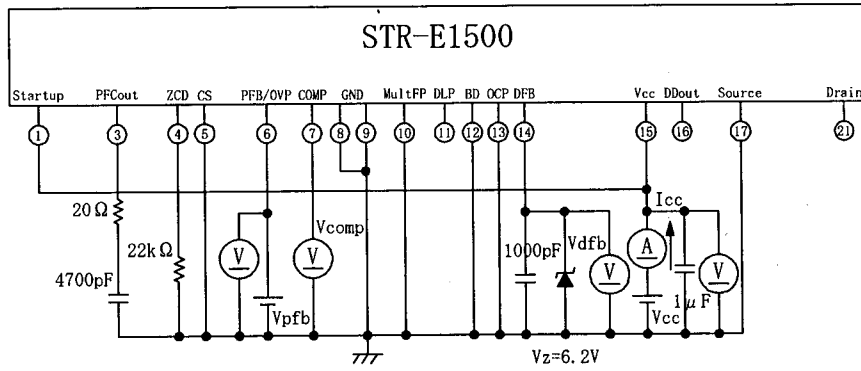 STR-E1500
Startup PFCout ZCD CS PFB/OVP COMP GND MultFP DLP BD OCP DFB Vcc DDout Source Drain
1 3 4 5 6 7 8 9 10 11 12 13 14 15 16 17 21
Icc
20Ω
Vcomp
1000pF
Vdfb
22kΩ
V V V A V
4700pF
1μF
Vpfb
Vcc
Vz=6.2V